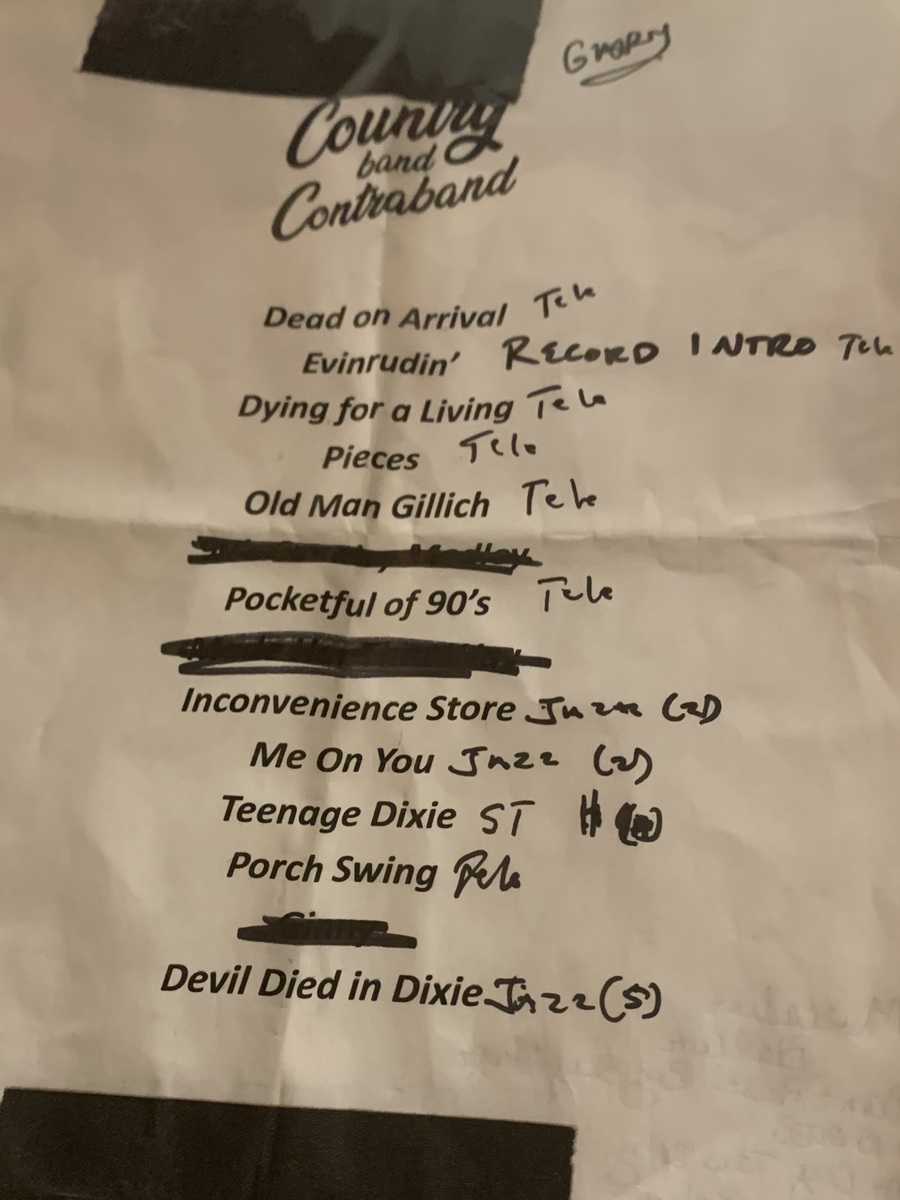 Country
band
Contraband
Dead on Arrival Tele
Evinrudin' RECORD INTRO Tele
Dying for a Living Tele
Pieces Tele
Old Man Gillich Tele
Medley
Pocketful of 90's Tele
Inconvenience Store Jazz
Me On You Jazz (2)
Teenage Dixie ST
Porch Swing Tele
Devil Died in Dixie Jazz (5)